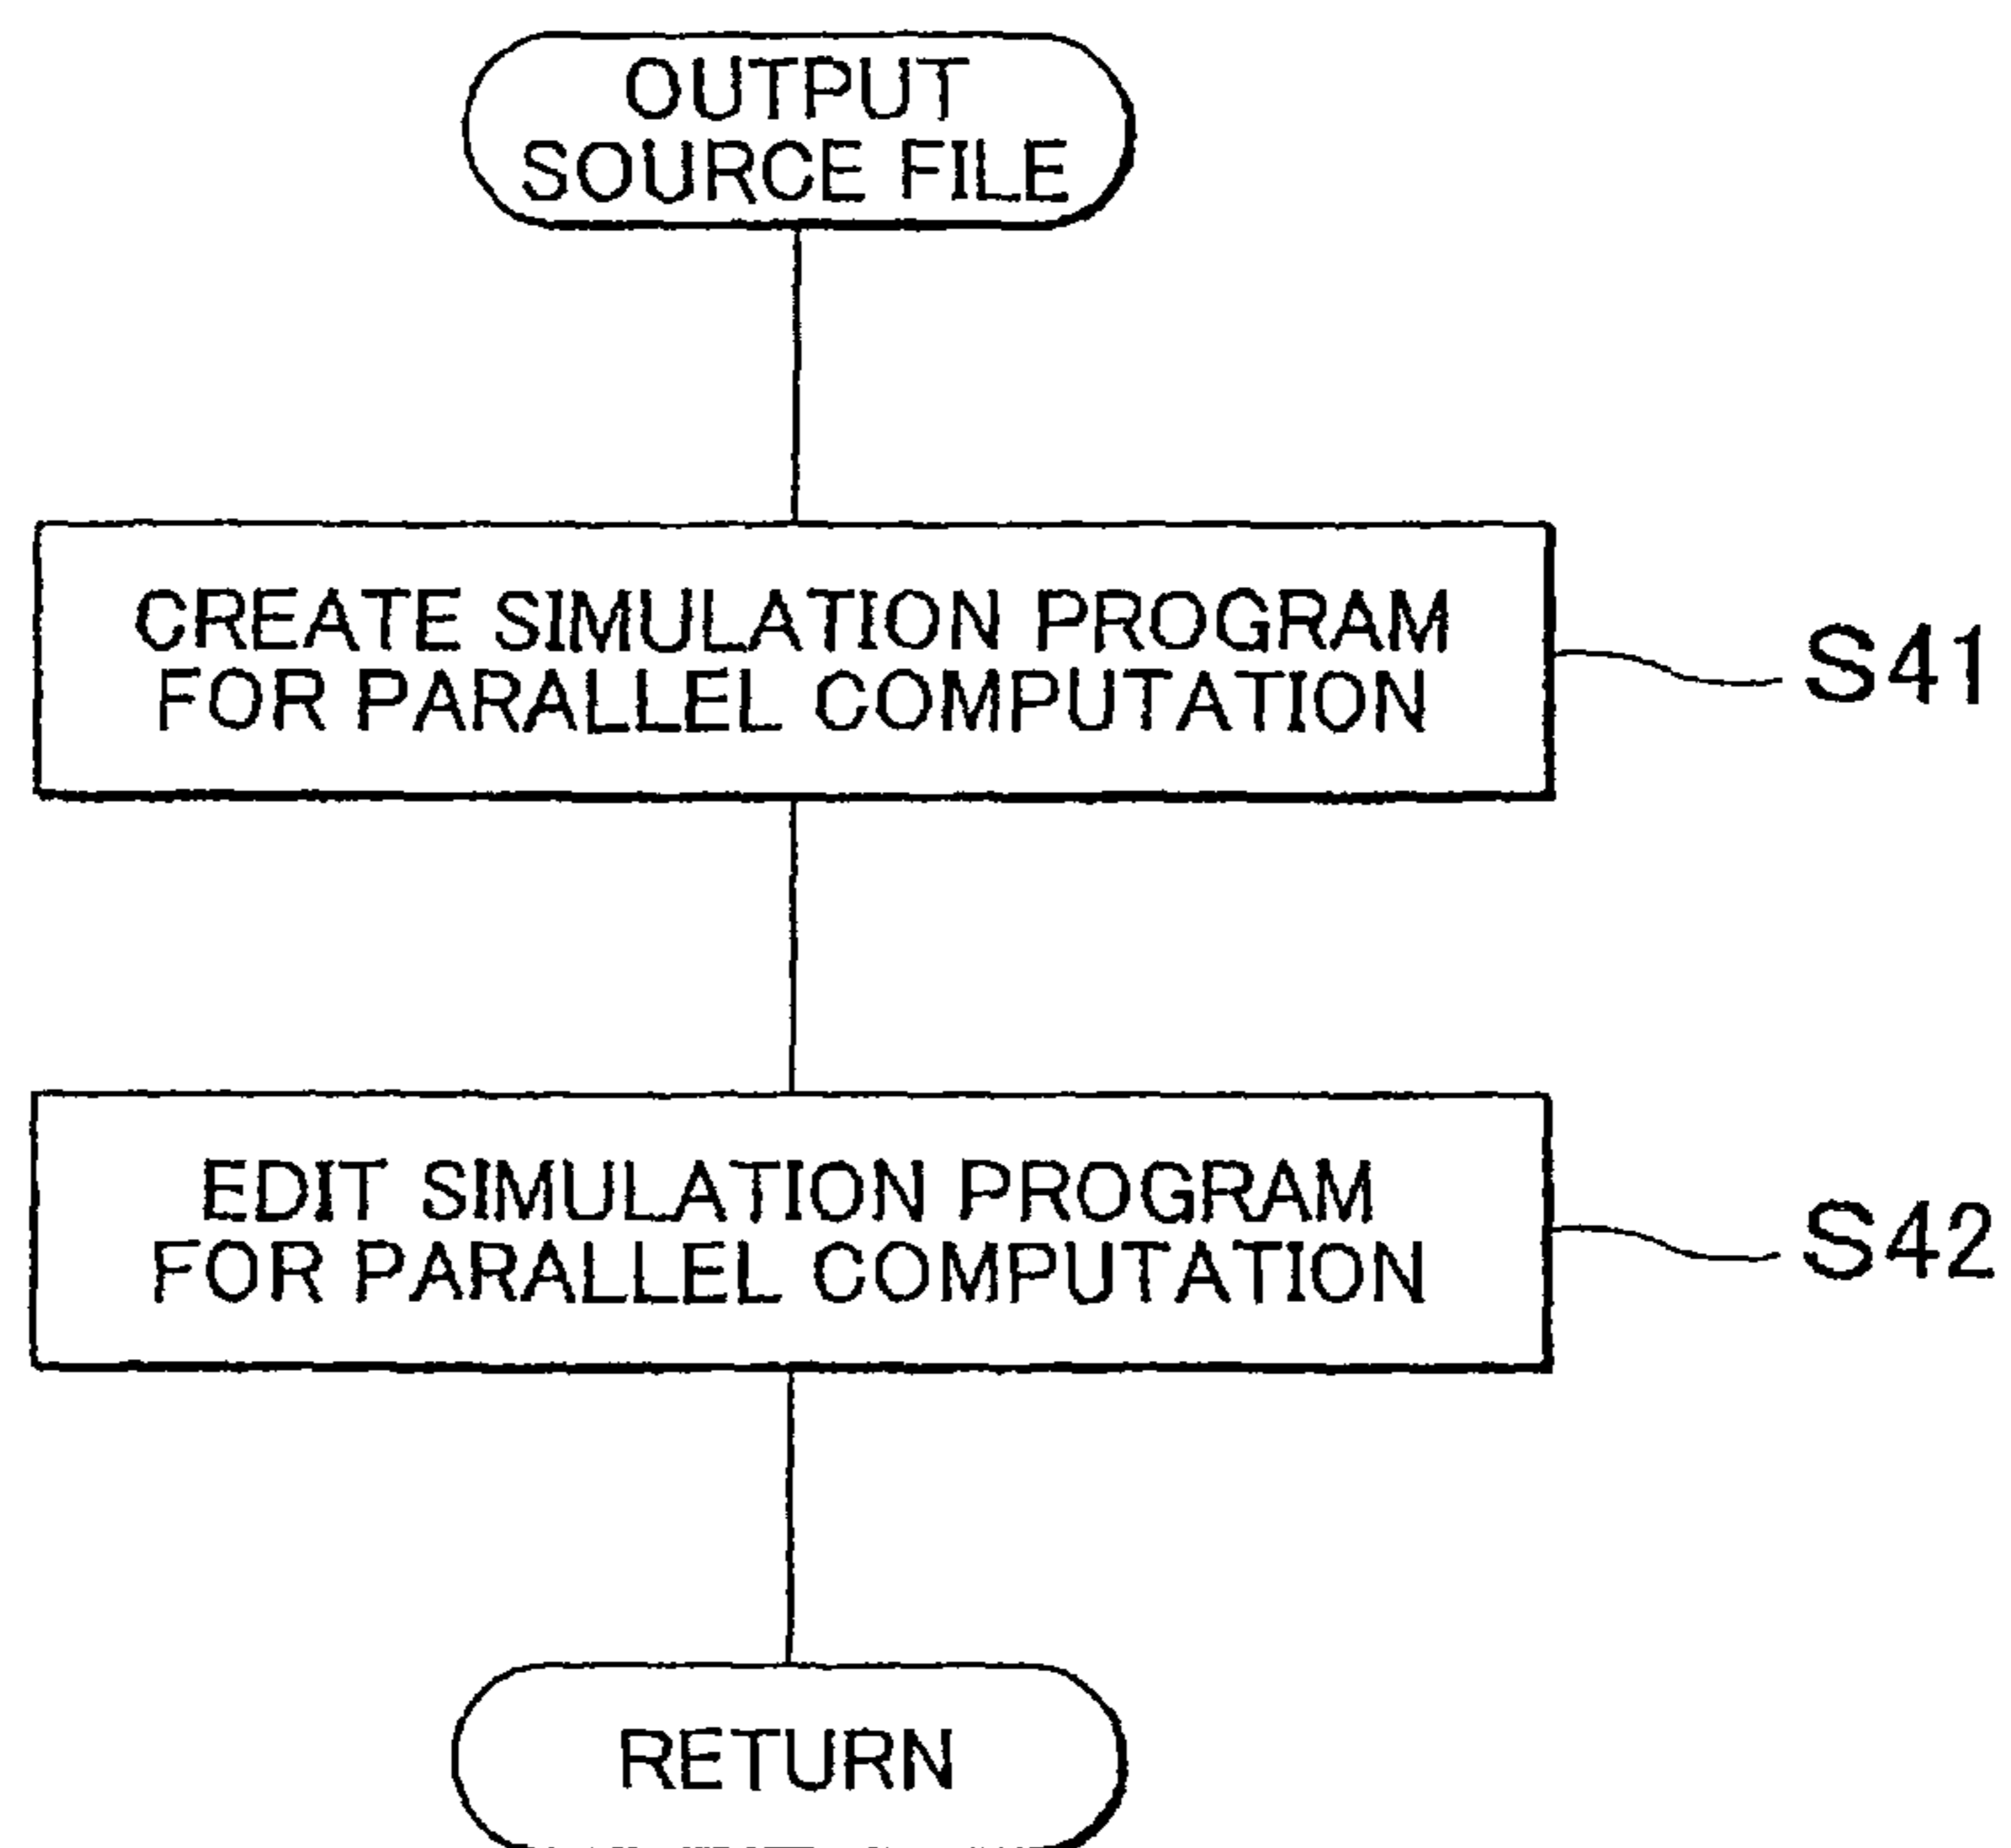 OUTPUT
SOURCE FILE
CREATE SIMULATION PROGRAM
FOR PARALLEL COMPUTATION
S41
EDIT SIMULATION PROGRAM
FOR PARALLEL COMPUTATION
S42
RETURN